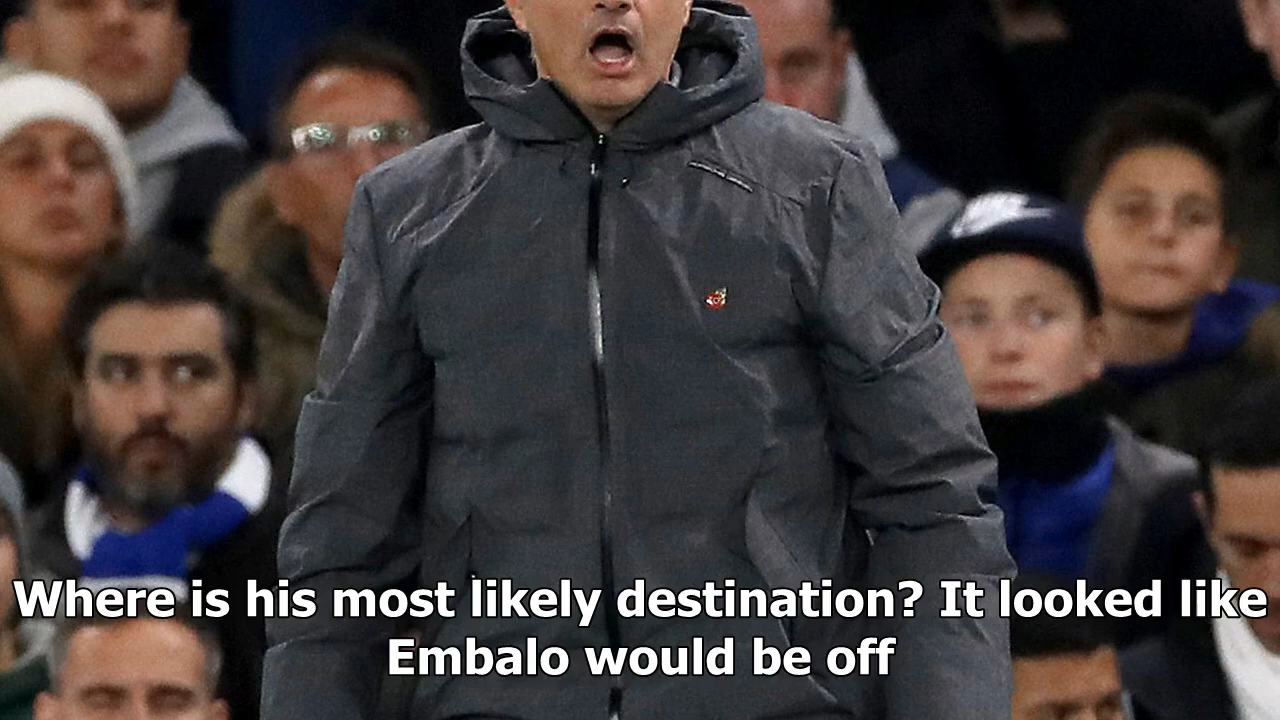 Where is his most likely destination? It looked like
Embalo would be off